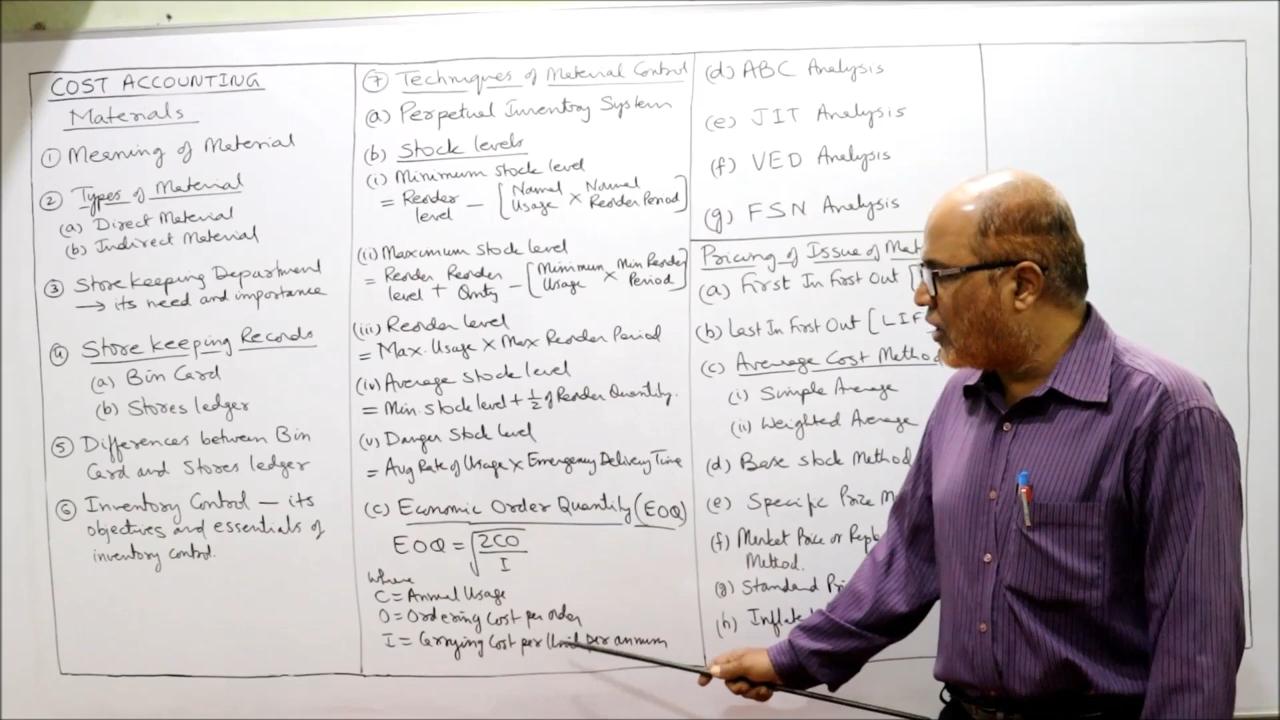 COST ACCOUNTING
Materials
① Meaning of Material
② Types of Material
(a) Direct Material
(b) Indirect Material
③ Storekeeping Department
→ its need and importance
④ Store keeping Records
(a) Bin Card
(b) Stores ledger
⑤ Differences between Bin
Card and Stores ledger
⑥ Inventory Control — its
objectives and essentials of
inventory control.
⑦ Techniques of Material Control
(a) Perpetual Inventory System
(b) Stock levels
(i) Minimum stock level
= Reorder level − [Normal Usage × Normal Reorder Period]
(ii) Maximum stock level
= Reorder level + Reorder Qnty − [Minimum Usage × Min Reorder Period]
(iii) Reorder level
= Max. Usage × Max Reorder Period
(iv) Average stock level
= Min. stock level + ½ of Reorder Quantity.
(v) Danger Stock level
= Avg Rate of Usage × Emergency Delivery Time
(c) Economic Order Quantity (EOQ)
EOQ = √2CO/I
where
C = Annual Usage
O = Ordering Cost per order
I = Carrying Cost per Unit per annum
(d) ABC Analysis
(e) JIT Analysis
(f) VED Analysis
(g) FSN Analysis
Pricing of Issue of Mat
(a) First In First Out [
(b) Last In First Out [LIF
(c) Average Cost Method
(i) Simple Average
(ii) Weighted Average
(d) Base stock Method
(e) Specific Price M
(f) Market Price or Repl
Method.
(g) Standard Pri
(h) Inflate